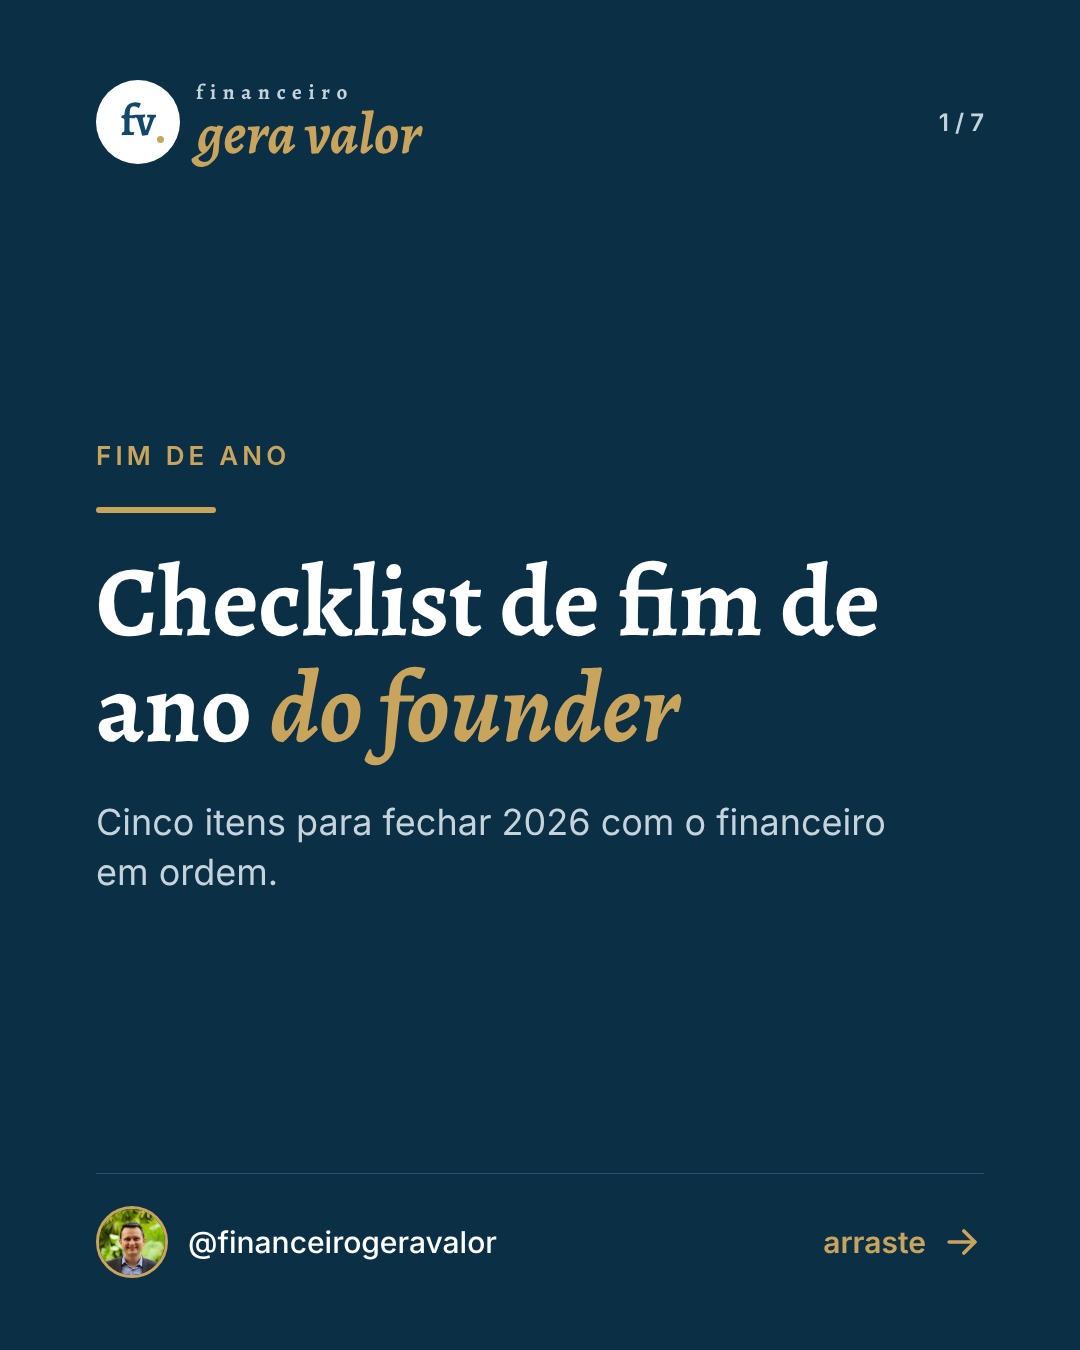 fv.
financeiro
gera valor
1/7
FIM DE ANO
Checklist de fim de
ano do founder
Cinco itens para fechar 2026 com o financeiro
em ordem.
@financeirogeravalor
arraste →